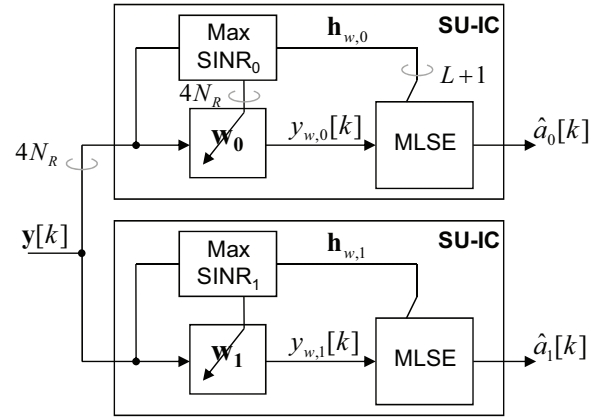 SU-IC
Max
SINR₀
𝐡_{w,0}
4N_R
L+1
4N_R
𝐰₀
y_{w,0}[k]
MLSE
â₀[k]
𝐲[k]
SU-IC
Max
SINR₁
𝐡_{w,1}
𝐰₁
y_{w,1}[k]
MLSE
â₁[k]